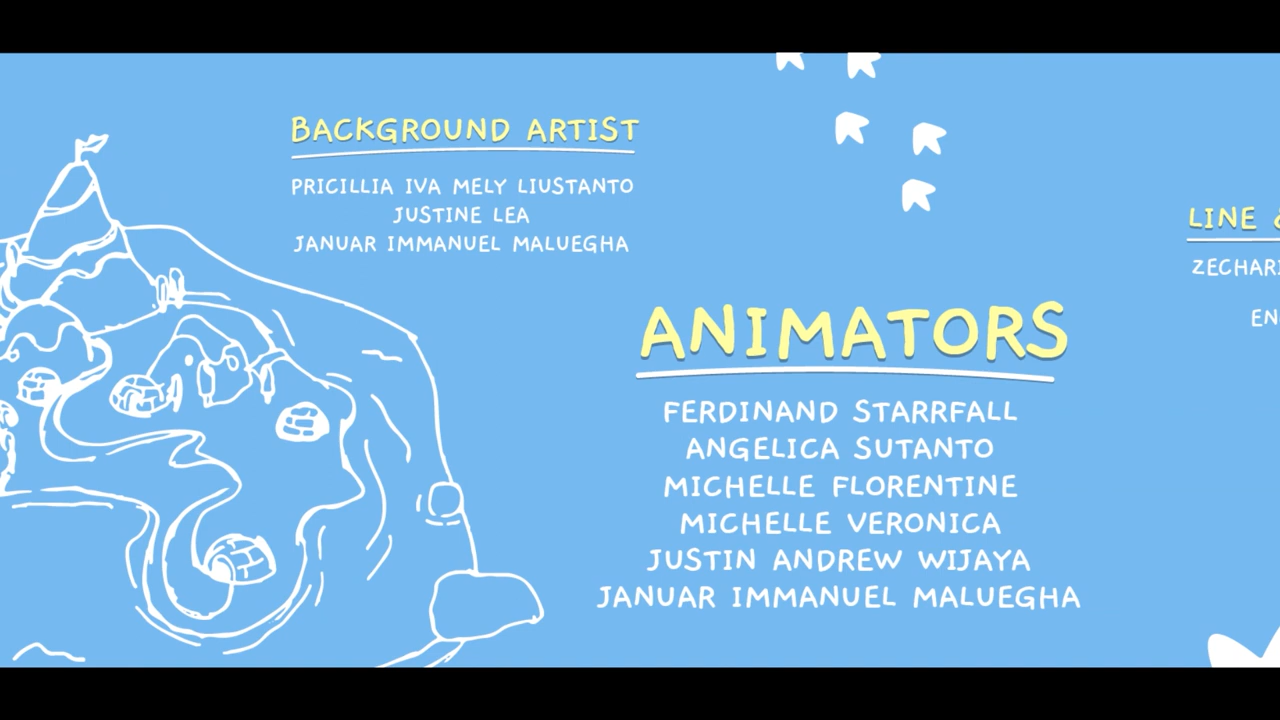 BACKGROUND ARTIST
PRICILLIA IVA MELY LIUSTANTO
JUSTINE LEA
JANUAR IMMANUEL MALUEGHA
ANIMATORS
FERDINAND STARRFALL
ANGELICA SUTANTO
MICHELLE FLORENTINE
MICHELLE VERONICA
JUSTIN ANDREW WIJAYA
JANUAR IMMANUEL MALUEGHA
LINE